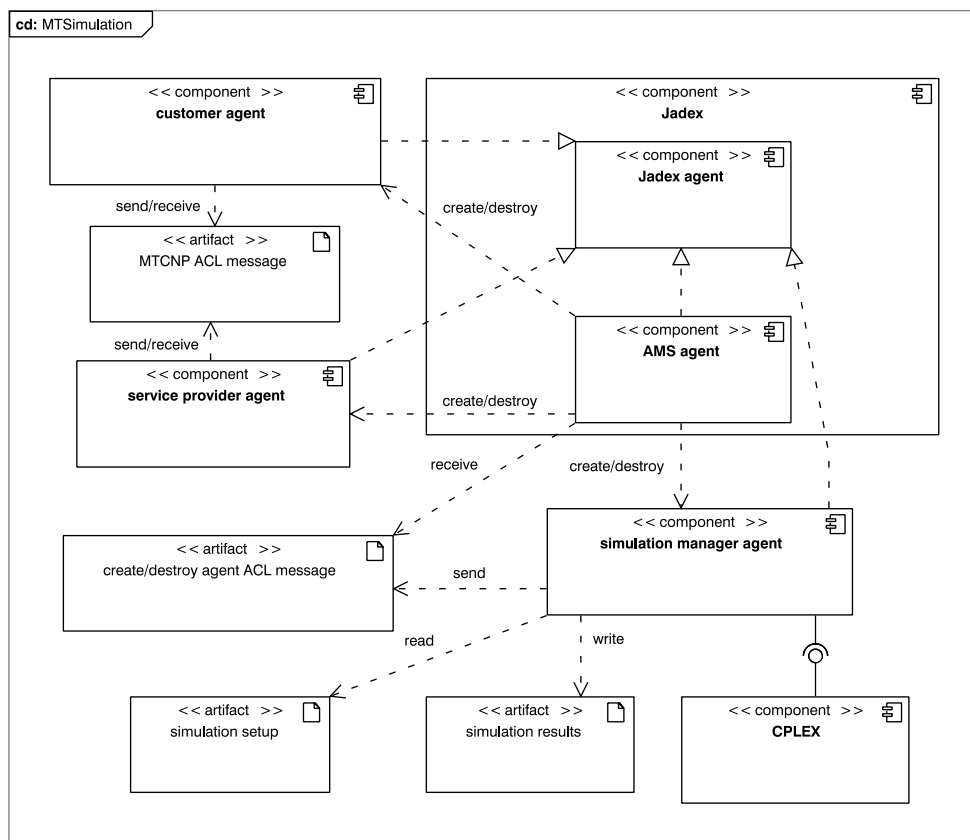 cd: MTSimulation
<< component >>
customer agent
<< component >>
Jadex
<< component >>
Jadex agent
send/receive
create/destroy
<< artifact >>
MTCNP ACL message
<< component >>
AMS agent
send/receive
<< component >>
service provider agent
create/destroy
receive
create/destroy
<< component >>
simulation manager agent
<< artifact >>
create/destroy agent ACL message
send
read
write
<< artifact >>
simulation setup
<< artifact >>
simulation results
<< component >>
CPLEX